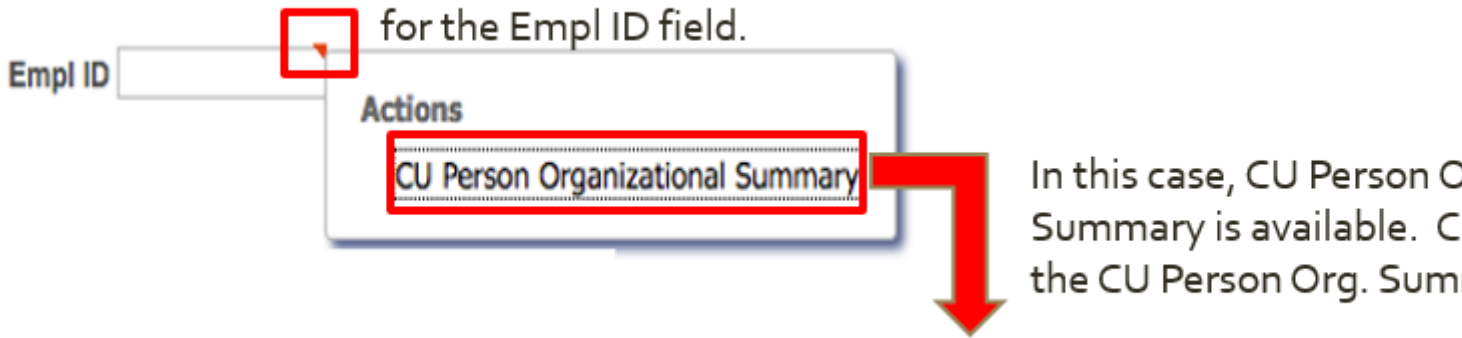 for the Empl ID field.
Empl ID
Actions
CU Person Organizational Summary
In this case, CU Person
Summary is available.
the CU Person Org.